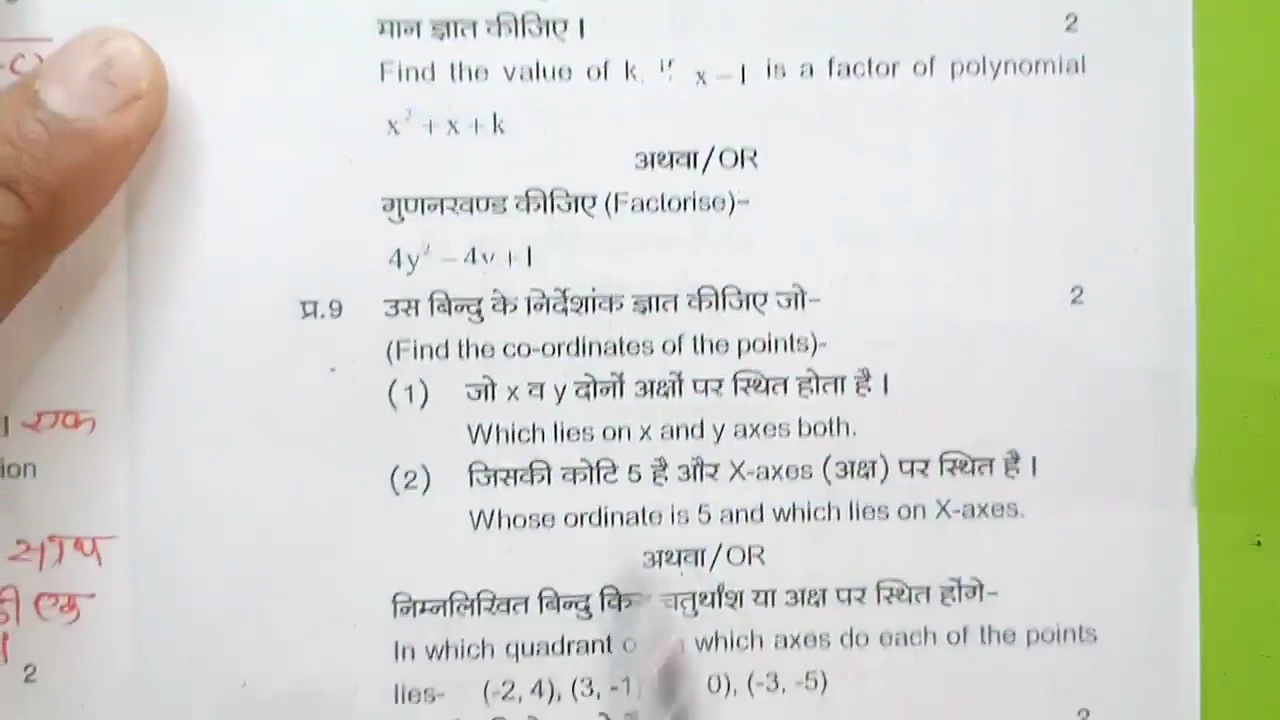 मान ज्ञात कीजिए । 2
Find the value of k, if x – 1 is a factor of polynomial
x² + x + k
अथवा/OR
गुणनखण्ड कीजिए (Factorise)-
4y² – 4y + 1
प्र.9 उस बिन्दु के निर्देशांक ज्ञात कीजिए जो- 2
(Find the co-ordinates of the points)-
(1) जो x व y दोनों अक्षों पर स्थित होता है ।
Which lies on x and y axes both.
। एक
ion
(2) जिसकी कोटि 5 है और X-axes (अक्ष) पर स्थित है ।
Whose ordinate is 5 and which lies on X-axes.
साथ
अथवा/OR
एक
निम्नलिखित बिन्दु चतुर्थांश या अक्ष पर स्थित होंगे-
In which quadrant which axes do each of the points
2
lies- (-2, 4), (3, -1 0), (-3, -5)